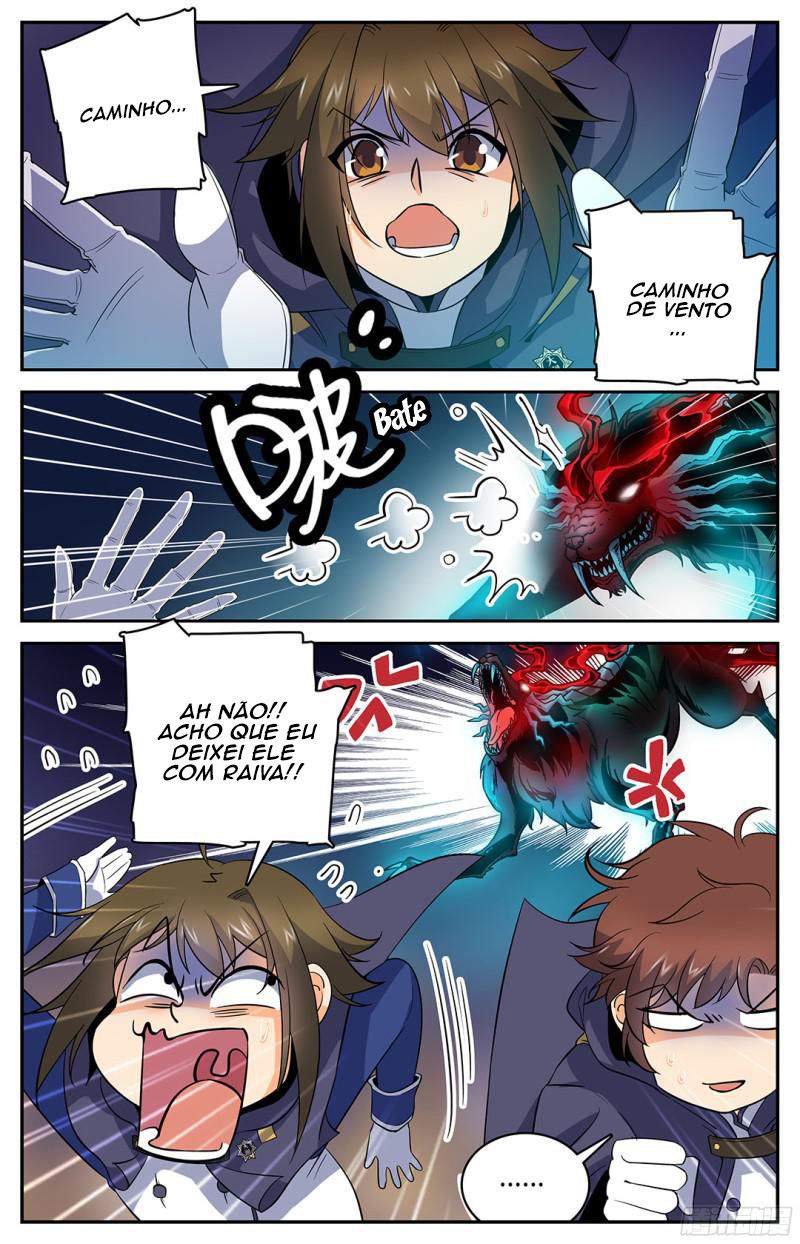 CAMINHO...
CAMINHO
DE VENTO
...
啵
Bate
AH NÃO!!
ACHO QUE EU
DEIXEI ELE
COM RAIVA!!
......